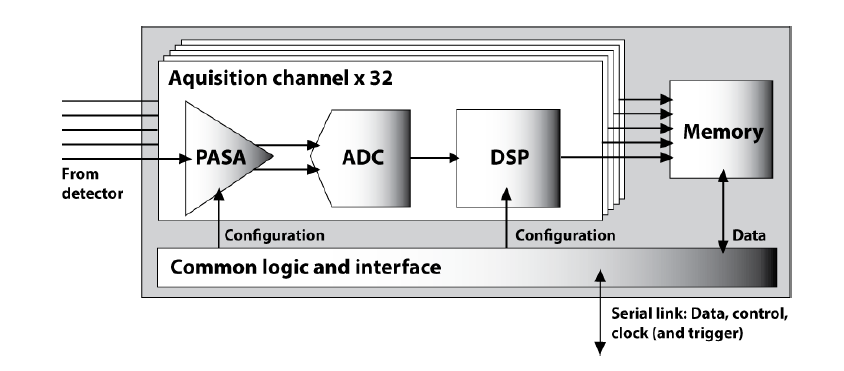 Aquisition channel x 32
PASA
ADC
DSP
Memory
From
detector
Configuration
Configuration
Data
Common logic and interface
Serial link: Data, control,
clock (and trigger)